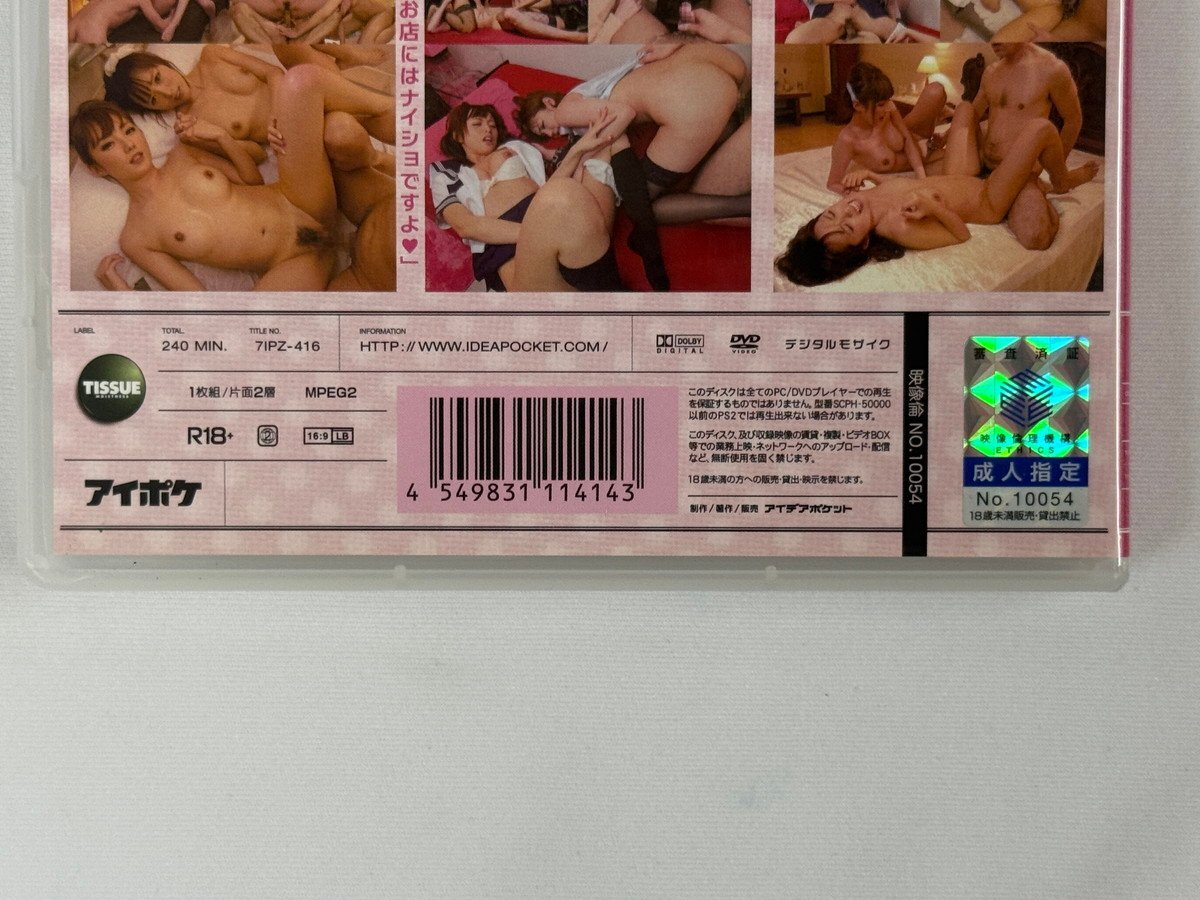 お店にはナイショですよ♥」
LABEL
TOTAL
TITLE NO.
INFORMATION
240 MIN.
7IPZ-416
HTTP://WWW.IDEAPOCKET.COM/
DOLBY
DIGITAL
DVD
VIDEO
デジタルモザイク
TISSUE
1枚組/片面2層
MPEG2
R18+
2
16:9 LB
アイポケ
4 549831 114143
このディスクは全てのPC/DVDプレイヤーでの再生
を保証するものではありません。型番SCPH-50000
以前のPS2では再生出来ない場合があります。
このディスク、及び収録映像の賃貸・複製・ビデオBOX
等での業務上映・ネットワークへのアップロード・配信
など、無断使用を固く禁じます。
18歳未満の方への販売・貸出・映示を禁じます。
制作/著作/販売 アイデアポケット
映像倫 NO.10054
審査済証
映像倫理機構
ETHICS
成人指定
No.10054
18歳未満販売・貸出禁止